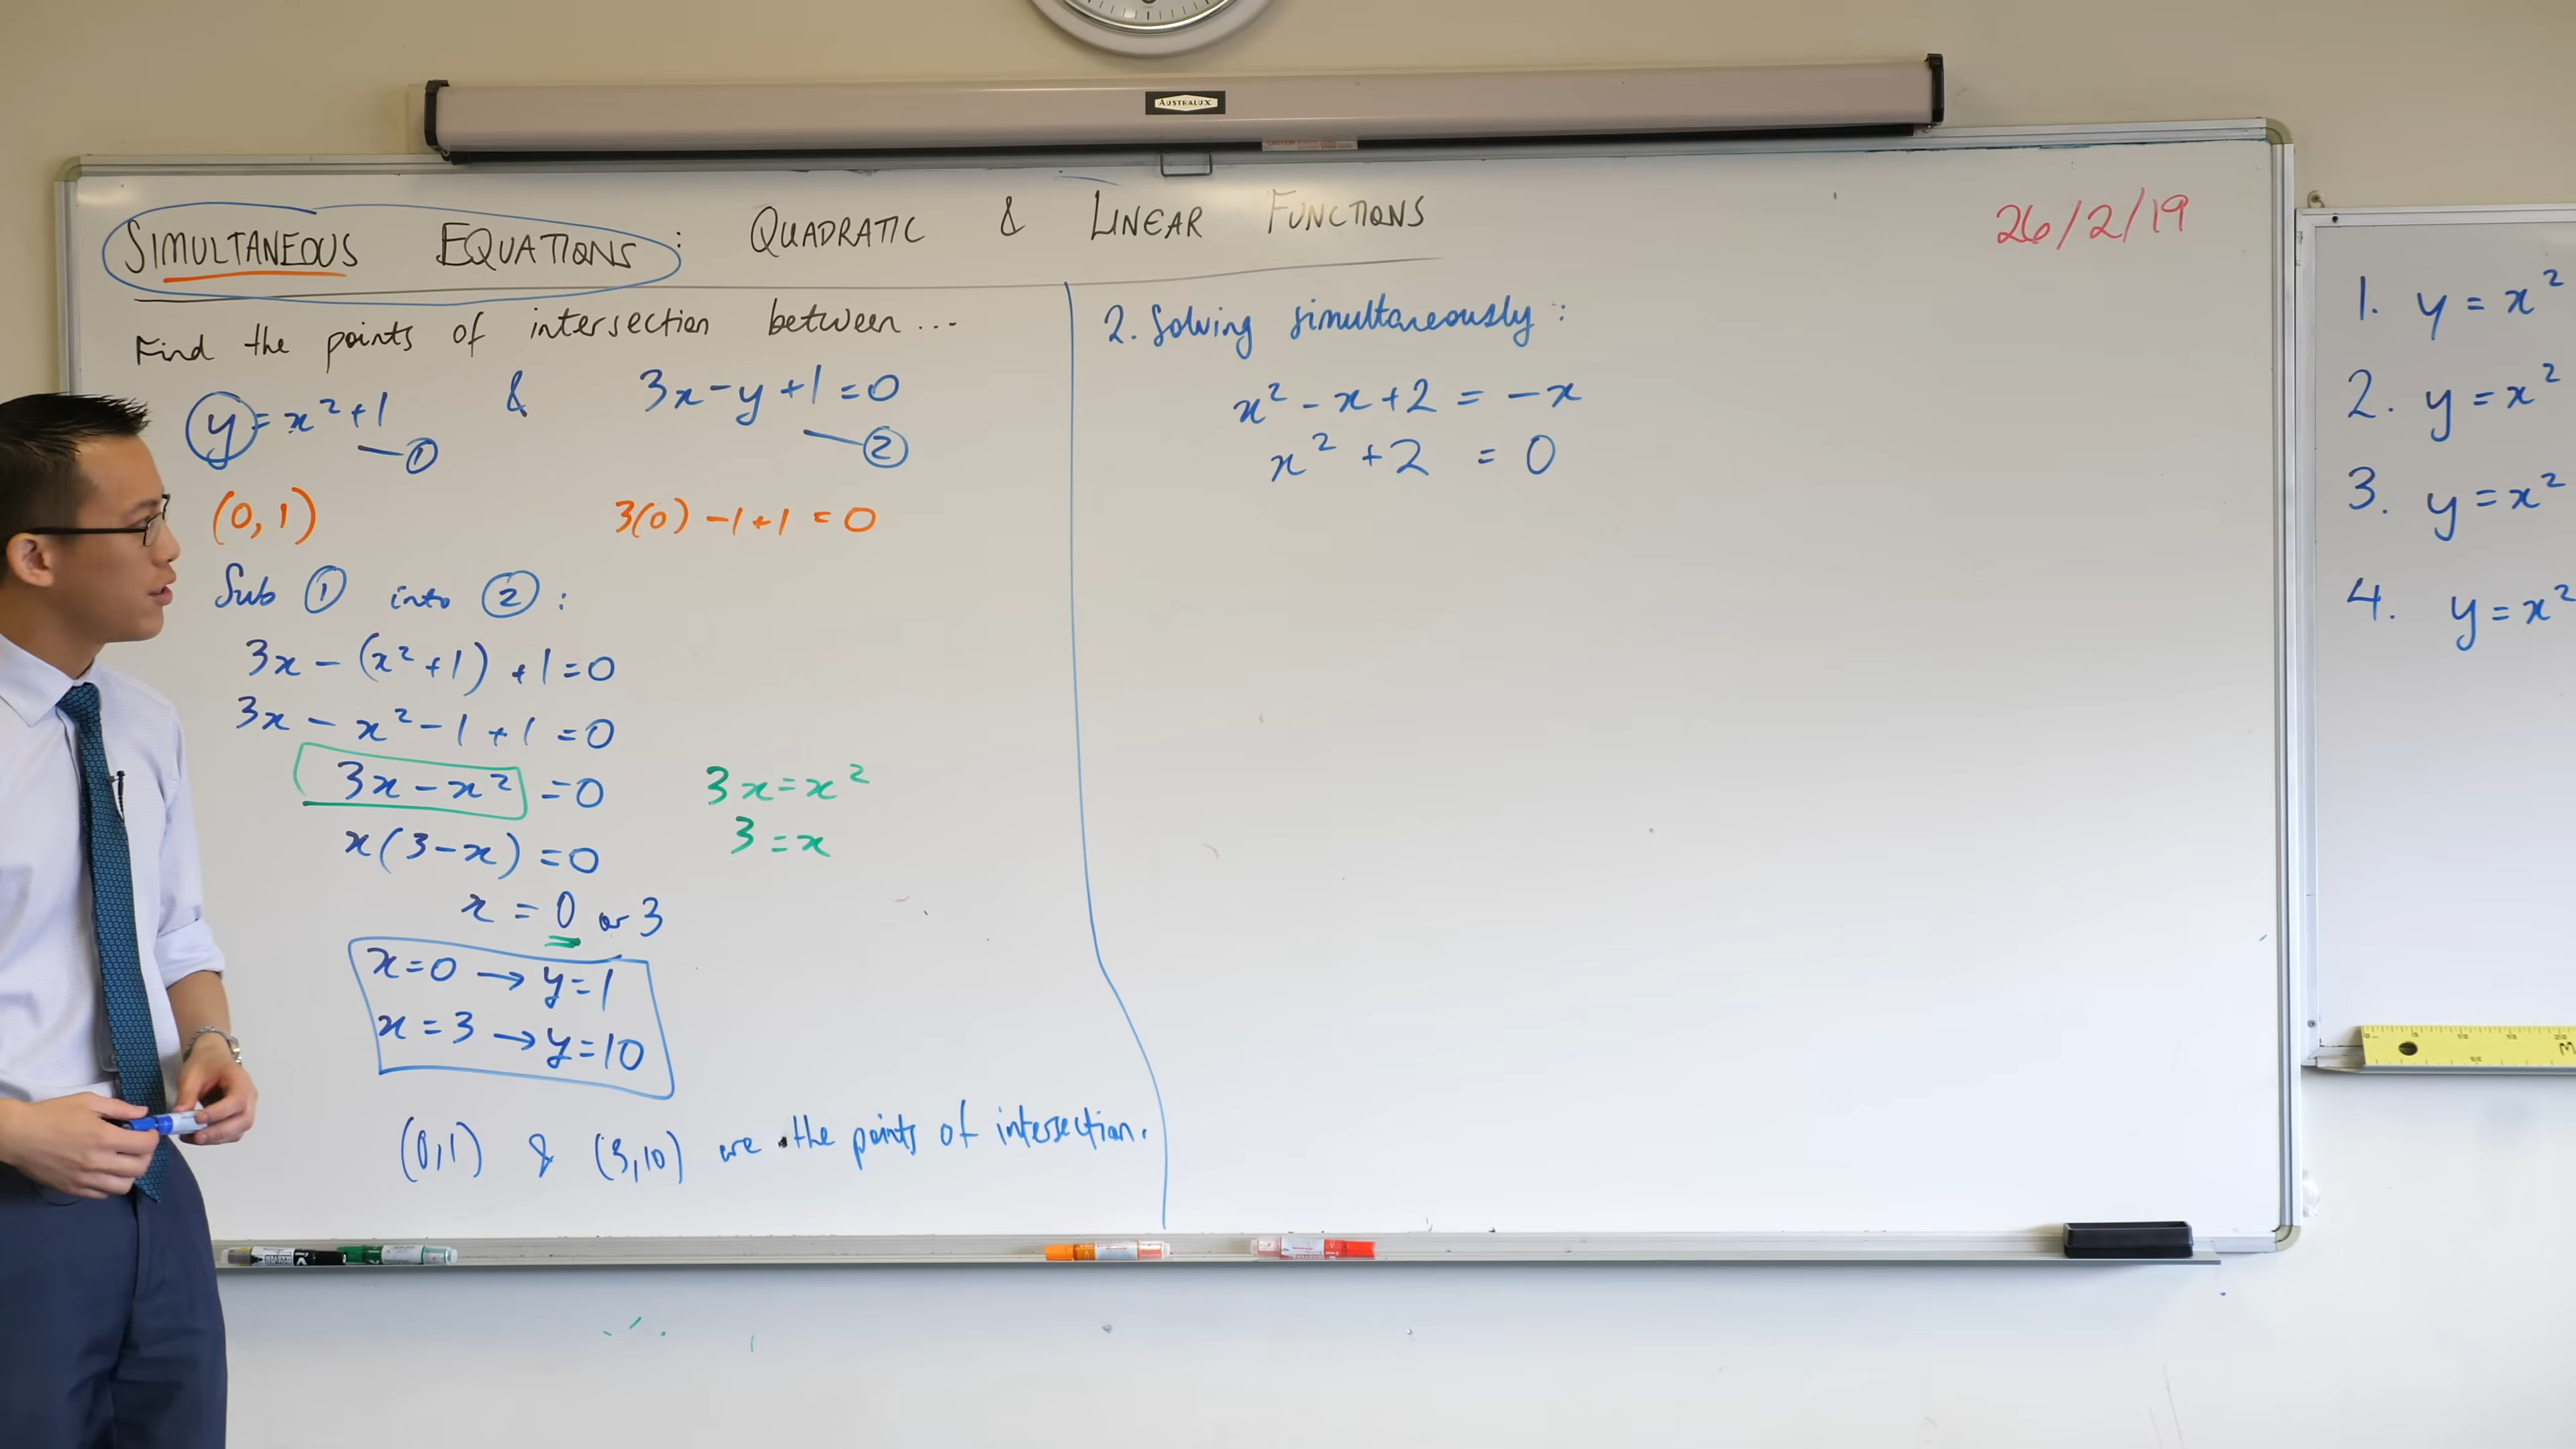 AUSTRALUX
SIMULTANEOUS EQUATIONS: QUADRATIC & LINEAR FUNCTIONS
26/2/19
Find the points of intersection between...
y = x² + 1 & 3x - y + 1 = 0
— ① — ②
(0, 1) 3(0) - 1 + 1 = 0
Sub ① into ②:
3x - (x² + 1) + 1 = 0
3x - x² - 1 + 1 = 0
3x - x² = 0 3x = x²
x(3 - x) = 0 3 = x
x = 0 or 3
x = 0 → y = 1
x = 3 → y = 10
(0,1) & (3,10) are the points of intersection.
2. Solving simultaneously:
x² - x + 2 = -x
x² + 2 = 0
1. y = x²
2. y = x²
3. y = x²
4. y = x²